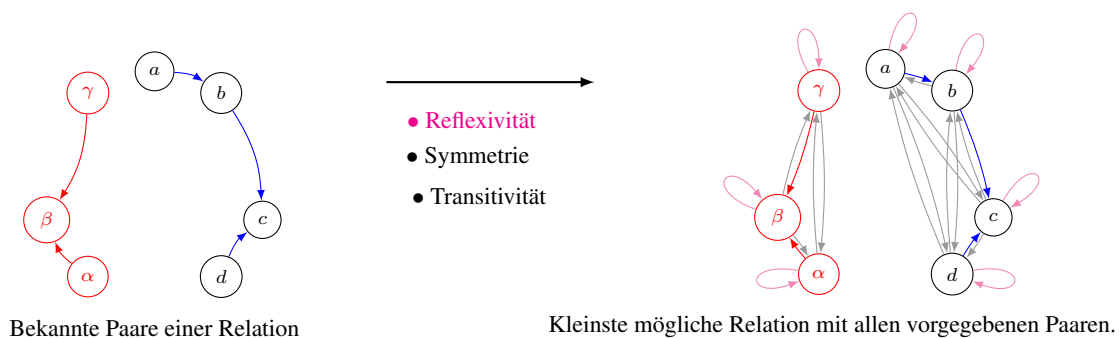 γ
a
b
β
c
α
d
Bekannte Paare einer Relation
• Reflexivität
• Symmetrie
• Transitivität
a
γ
b
β
c
α
d
Kleinste mögliche Relation mit allen vorgegebenen Paaren.